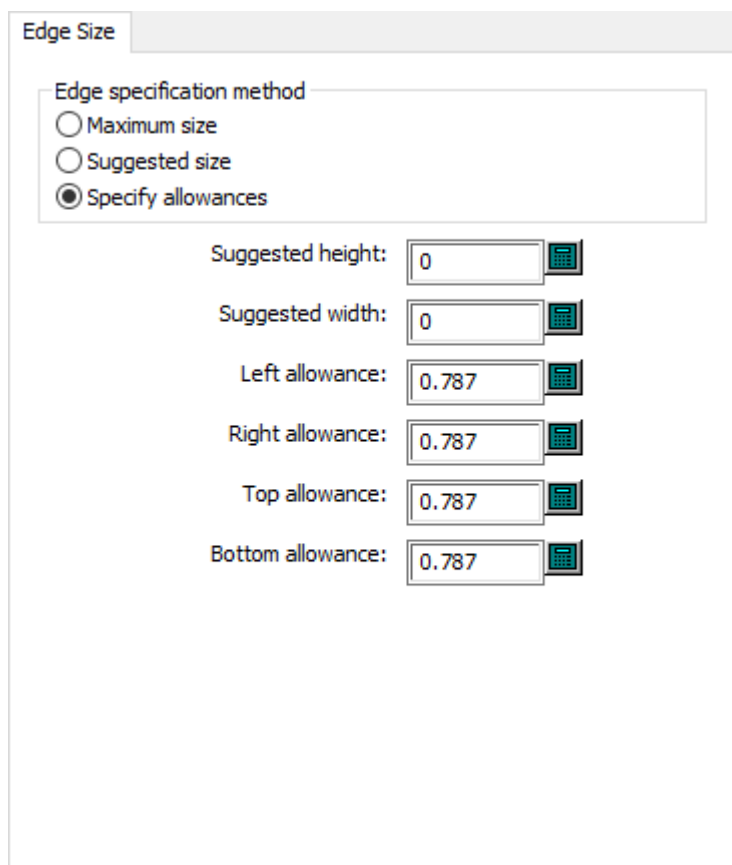 Edge Size
Edge specification method
Maximum size
Suggested size
Specify allowances
Suggested height: 0
Suggested width: 0
Left allowance: 0.787
Right allowance: 0.787
Top allowance: 0.787
Bottom allowance: 0.787